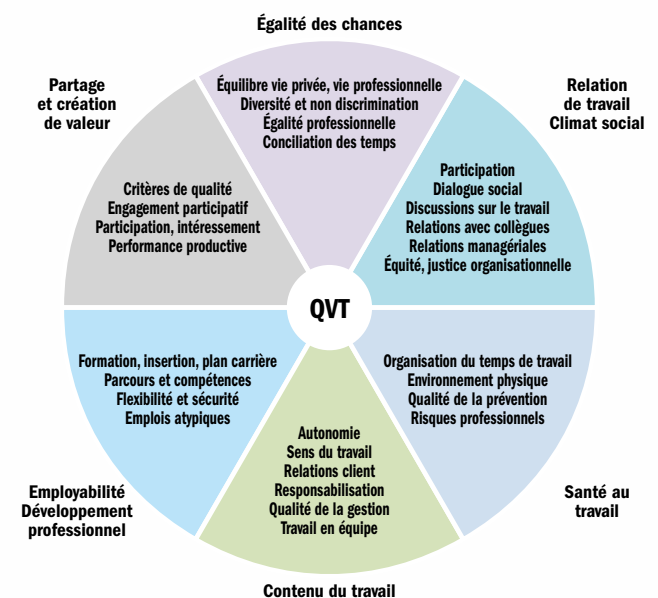 Égalité des chances
Équilibre vie privée, vie professionnelle
Diversité et non discrimination
Égalité professionnelle
Conciliation des temps
Relation
de travail
Climat social
Participation
Dialogue social
Discussions sur le travail
Relations avec collègues
Relations managériales
Équité, justice organisationnelle
Santé au
travail
Organisation du temps de travail
Environnement physique
Qualité de la prévention
Risques professionnels
Contenu du travail
Autonomie
Sens du travail
Relations client
Responsabilisation
Qualité de la gestion
Travail en équipe
Employabilité
Développement
professionnel
Formation, insertion, plan carrière
Parcours et compétences
Flexibilité et sécurité
Emplois atypiques
Partage
et création
de valeur
Critères de qualité
Engagement participatif
Participation, intéressement
Performance productive
QVT